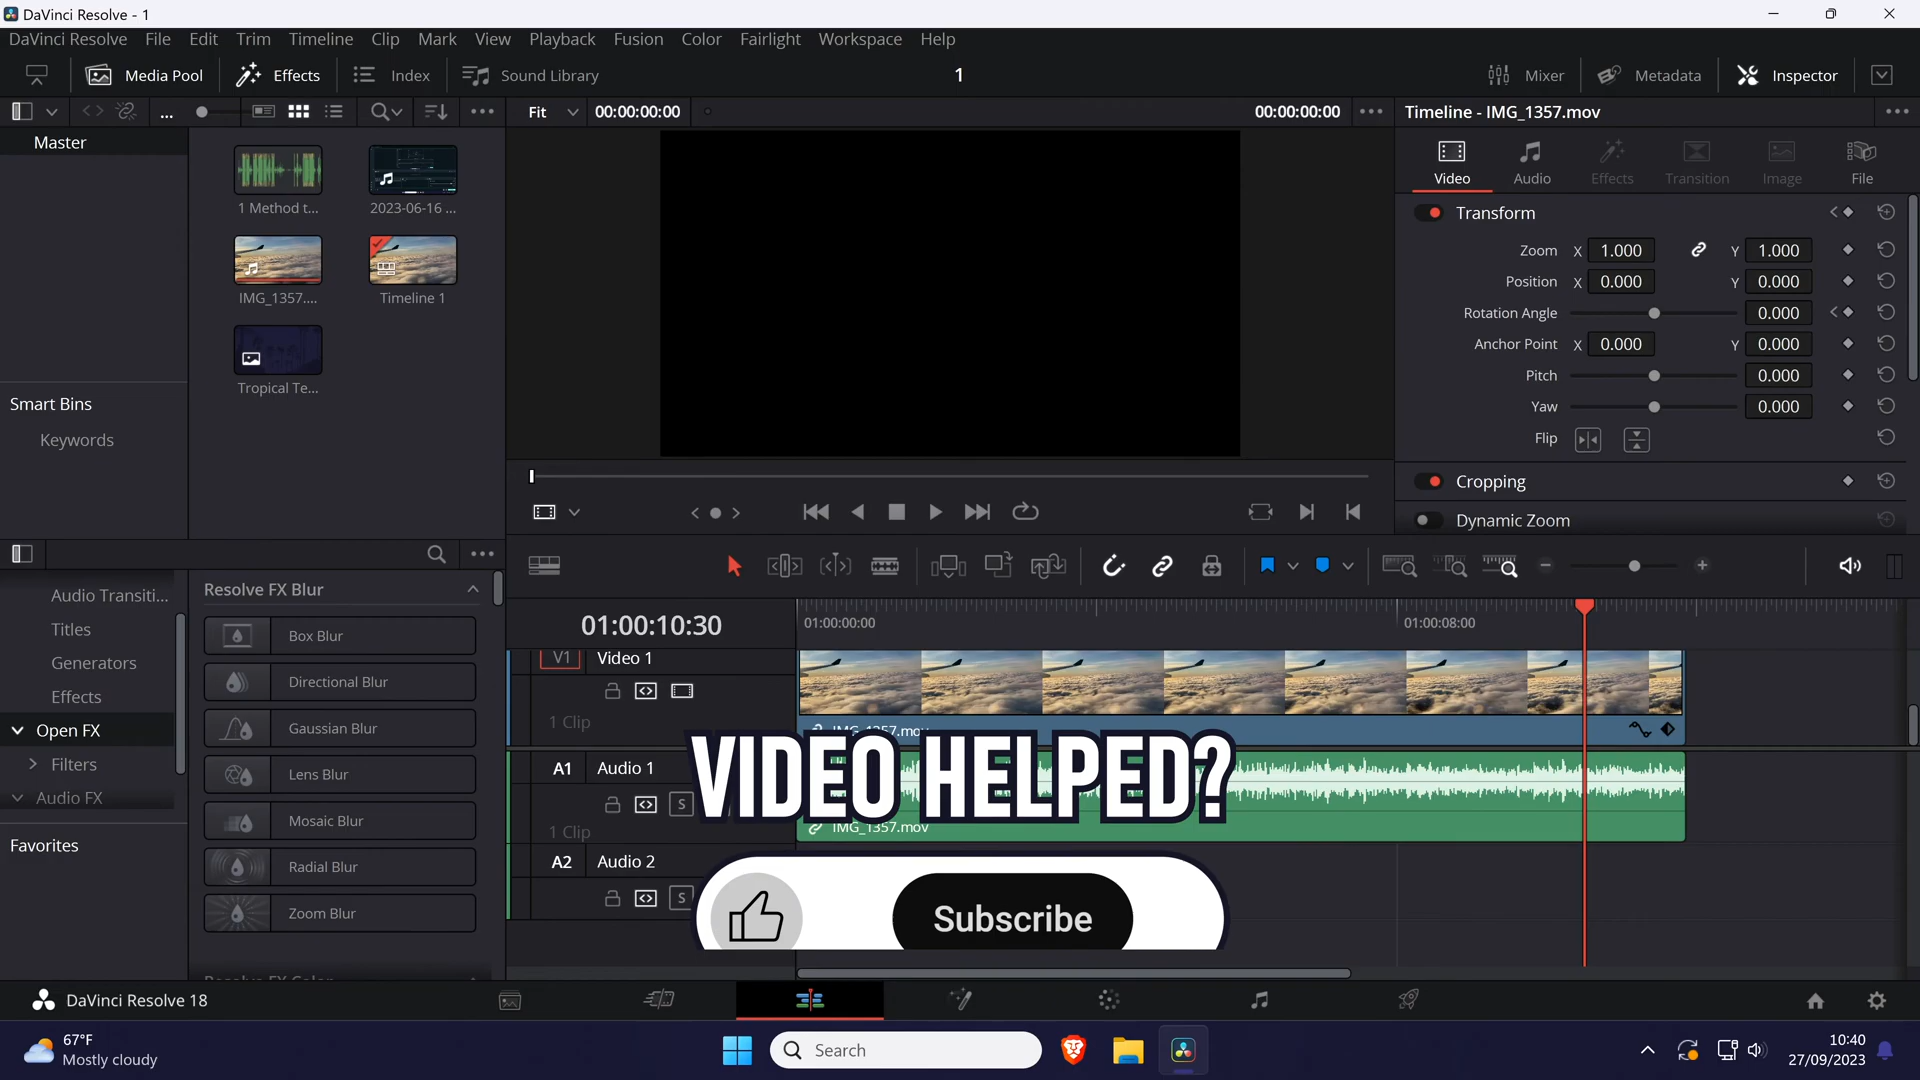 DaVinci Resolve - 1
DaVinci Resolve File Edit Trim Timeline Clip Mark View Playback Fusion Color Fairlight Workspace Help
Media Pool Effects Index Sound Library 1 Mixer Metadata Inspector
... Fit 00:00:00:00 00:00:00:00 Timeline - IMG_1357.mov
Master
Video Audio Effects Transition Image File
1 Method t... 2023-06-16 ...
Transform
Zoom X 1.000 Y 1.000
Position X 0.000 Y 0.000
IMG_1357.... Timeline 1
Rotation Angle 0.000
Anchor Point X 0.000 Y 0.000
Pitch 0.000
Tropical Te...
Yaw 0.000
Smart Bins
Flip
Keywords
Cropping
Dynamic Zoom
Audio Transiti...
Titles
Generators
Effects
Open FX
Filters
Audio FX
Favorites
Resolve FX Blur
Box Blur
Directional Blur
Gaussian Blur
Lens Blur
Mosaic Blur
Radial Blur
Zoom Blur
01:00:10:30 01:00:00:00 01:00:08:00
V1 Video 1
1 Clip
IMG_1357.mov
A1 Audio 1
S
1 Clip
IMG_1357.mov
VIDEO HELPED?
A2 Audio 2
S
Subscribe
DaVinci Resolve 18
67°F
Mostly cloudy
Search
10:40
27/09/2023